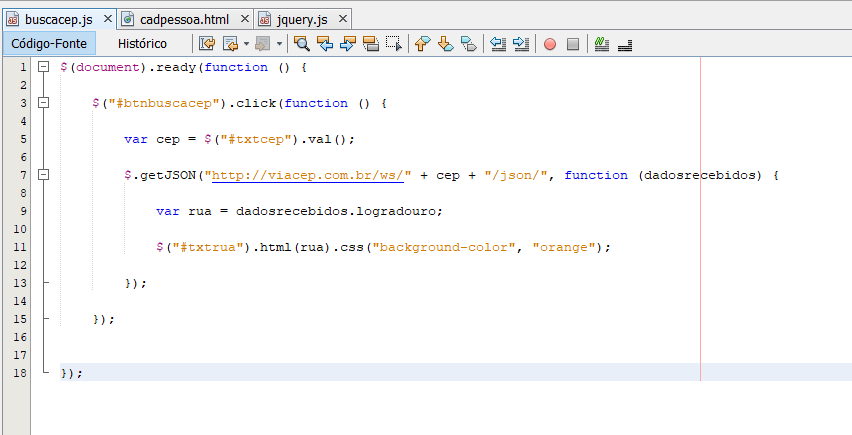 buscacep.js cadpessoa.html jquery.js
Código-Fonte Histórico
1 $(document).ready(function () {
2
3 $("#btnbuscacep").click(function () {
4
5 var cep = $("#txtcep").val();
6
7 $.getJSON("http://viacep.com.br/ws/" + cep + "/json/", function (dadosrecebidos) {
8
9 var rua = dadosrecebidos.logradouro;
10
11 $("#txtrua").html(rua).css("background-color", "orange");
12
13 });
14
15 });
16
17
18 });